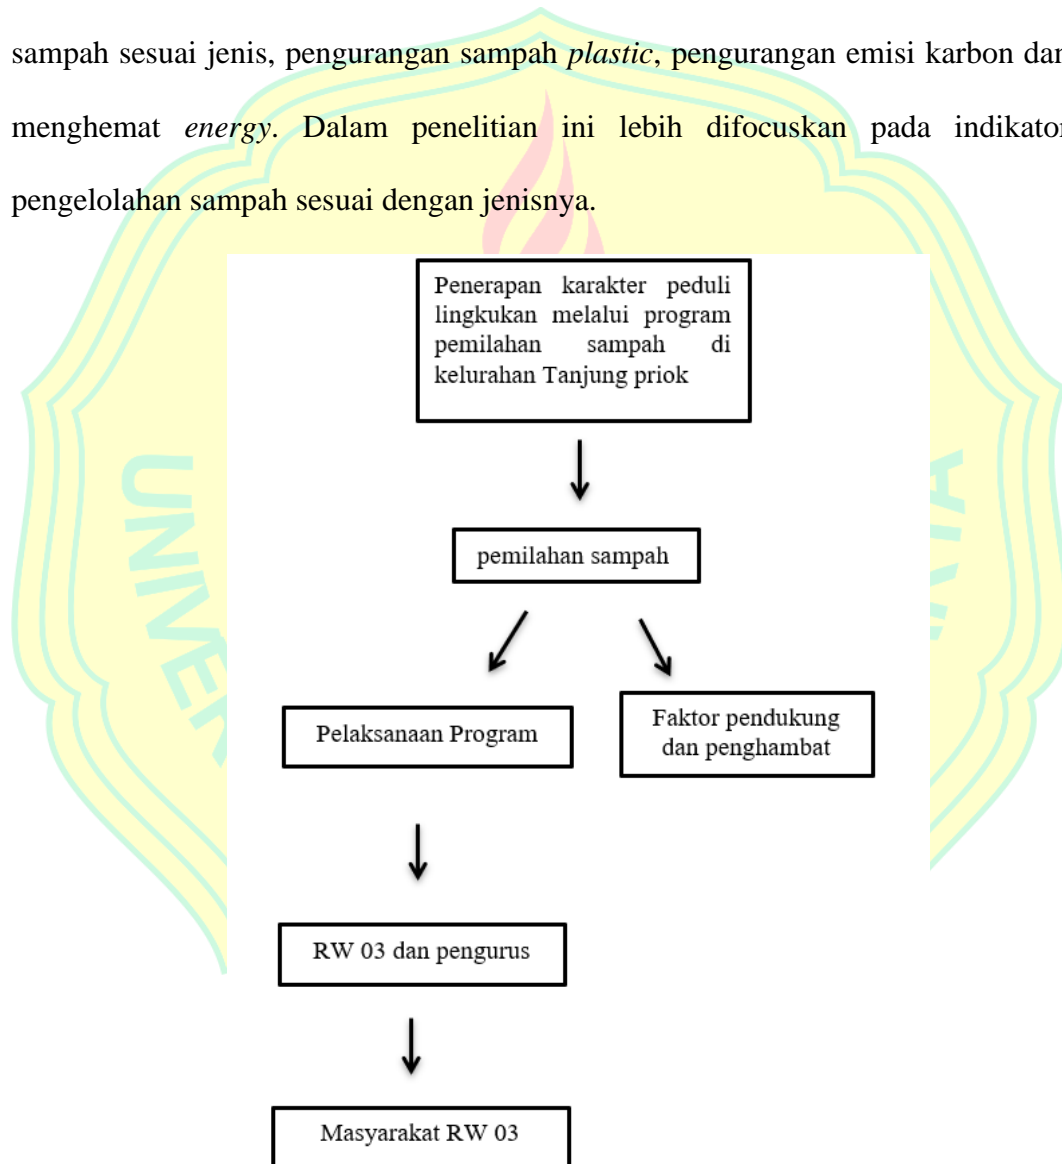 sampah sesuai jenis, pengurangan sampah plastic, pengurangan emisi karbon dan
menghemat energy. Dalam penelitian ini lebih difocuskan pada indikator
pengelolahan sampah sesuai dengan jenisnya.
Penerapan karakter peduli
lingkukan melalui program
pemilahan sampah di
kelurahan Tanjung priok
pemilahan sampah
Pelaksanaan Program
Faktor pendukung
dan penghambat
RW 03 dan pengurus
Masyarakat RW 03